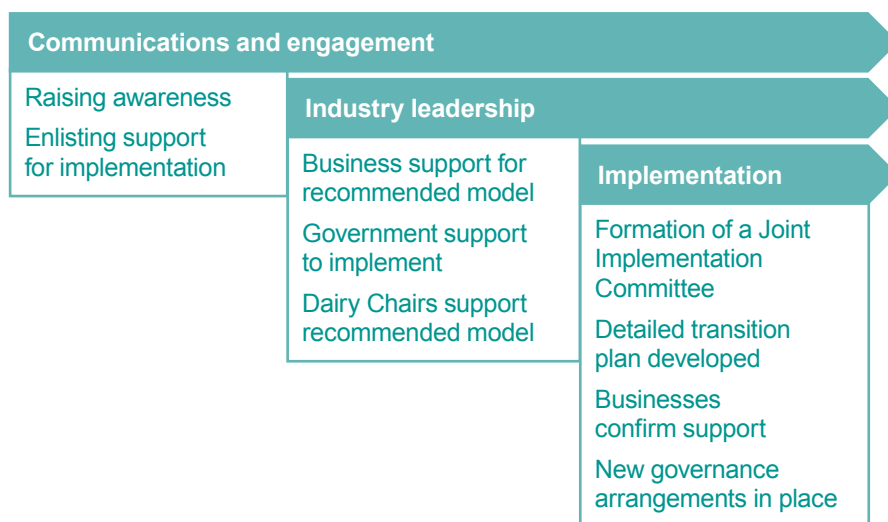 Communications and engagement
Raising awareness
Enlisting support
for implementation
Industry leadership
Business support for
recommended model
Government support
to implement
Dairy Chairs support
recommended model
Implementation
Formation of a Joint
Implementation
Committee
Detailed transition
plan developed
Businesses
confirm support
New governance
arrangements in place